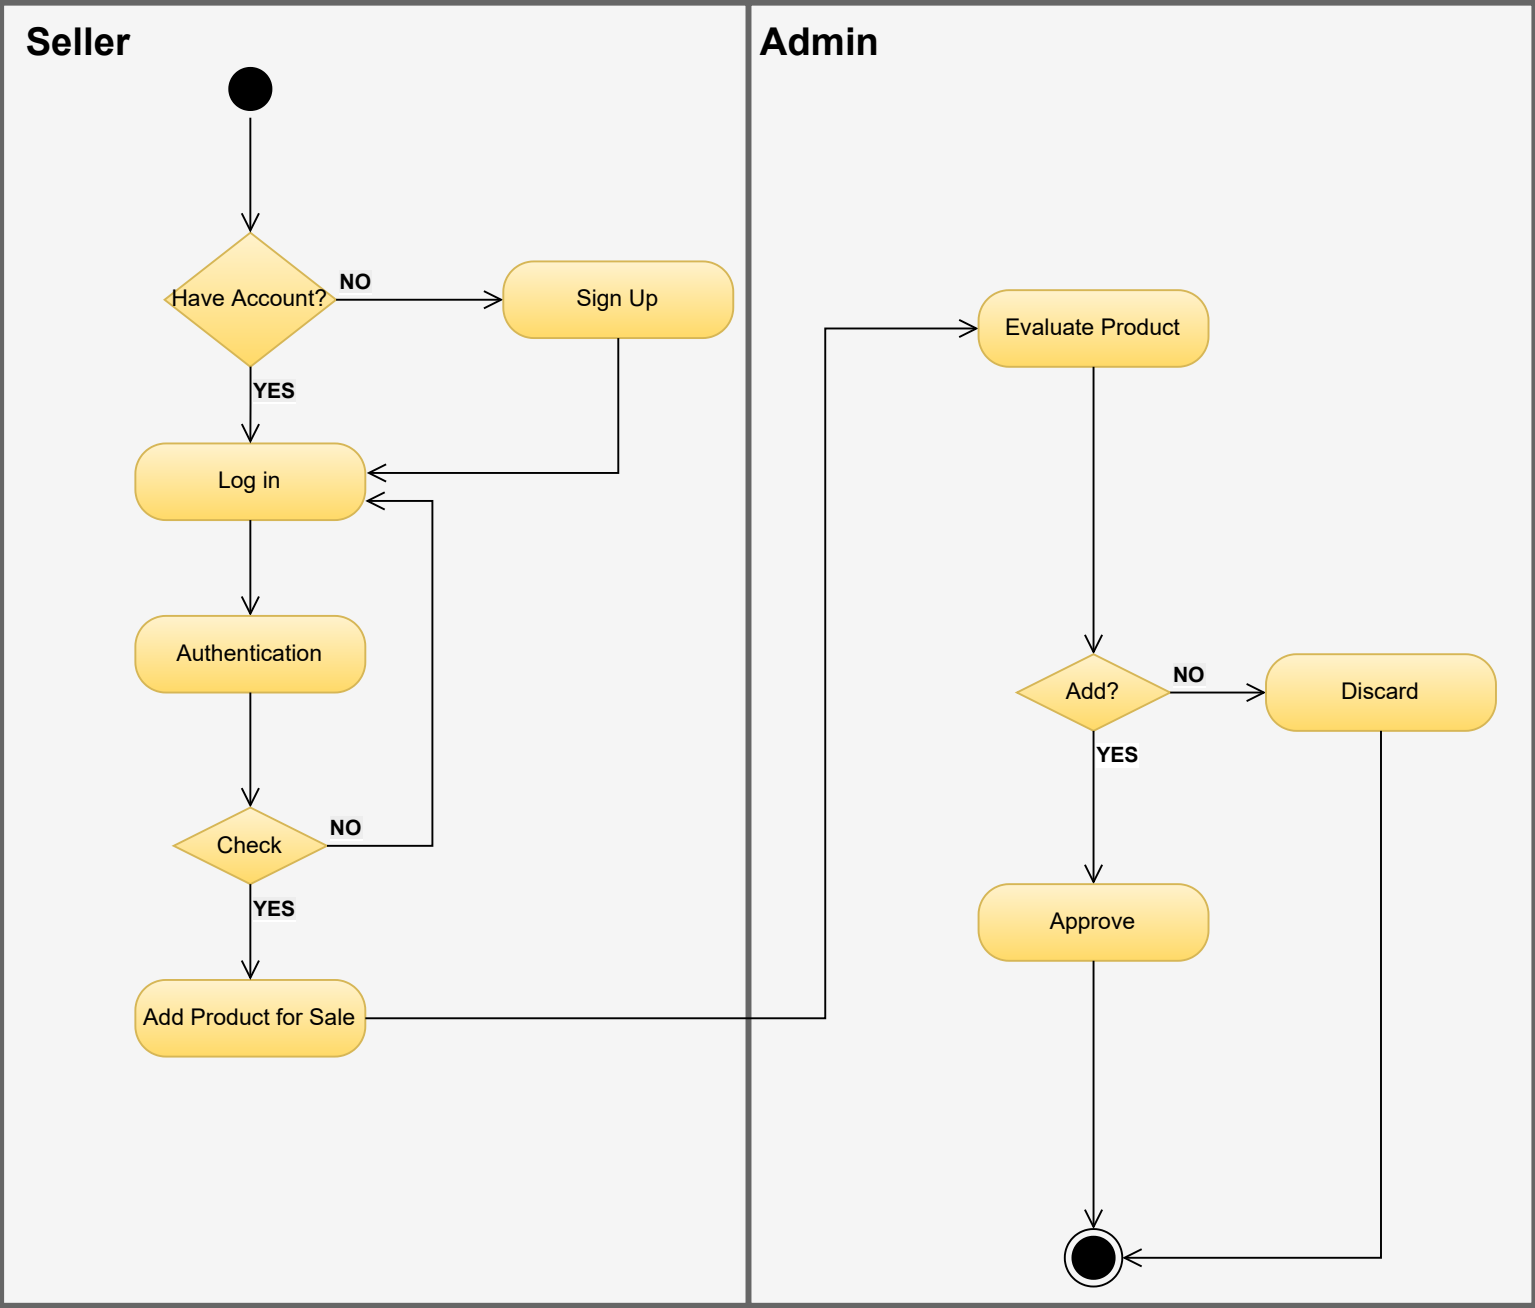 Seller
Admin
Have Account?
NO
Sign Up
YES
Log in
Authentication
Check
NO
YES
Add Product for Sale
Evaluate Product
Add?
NO
Discard
YES
Approve